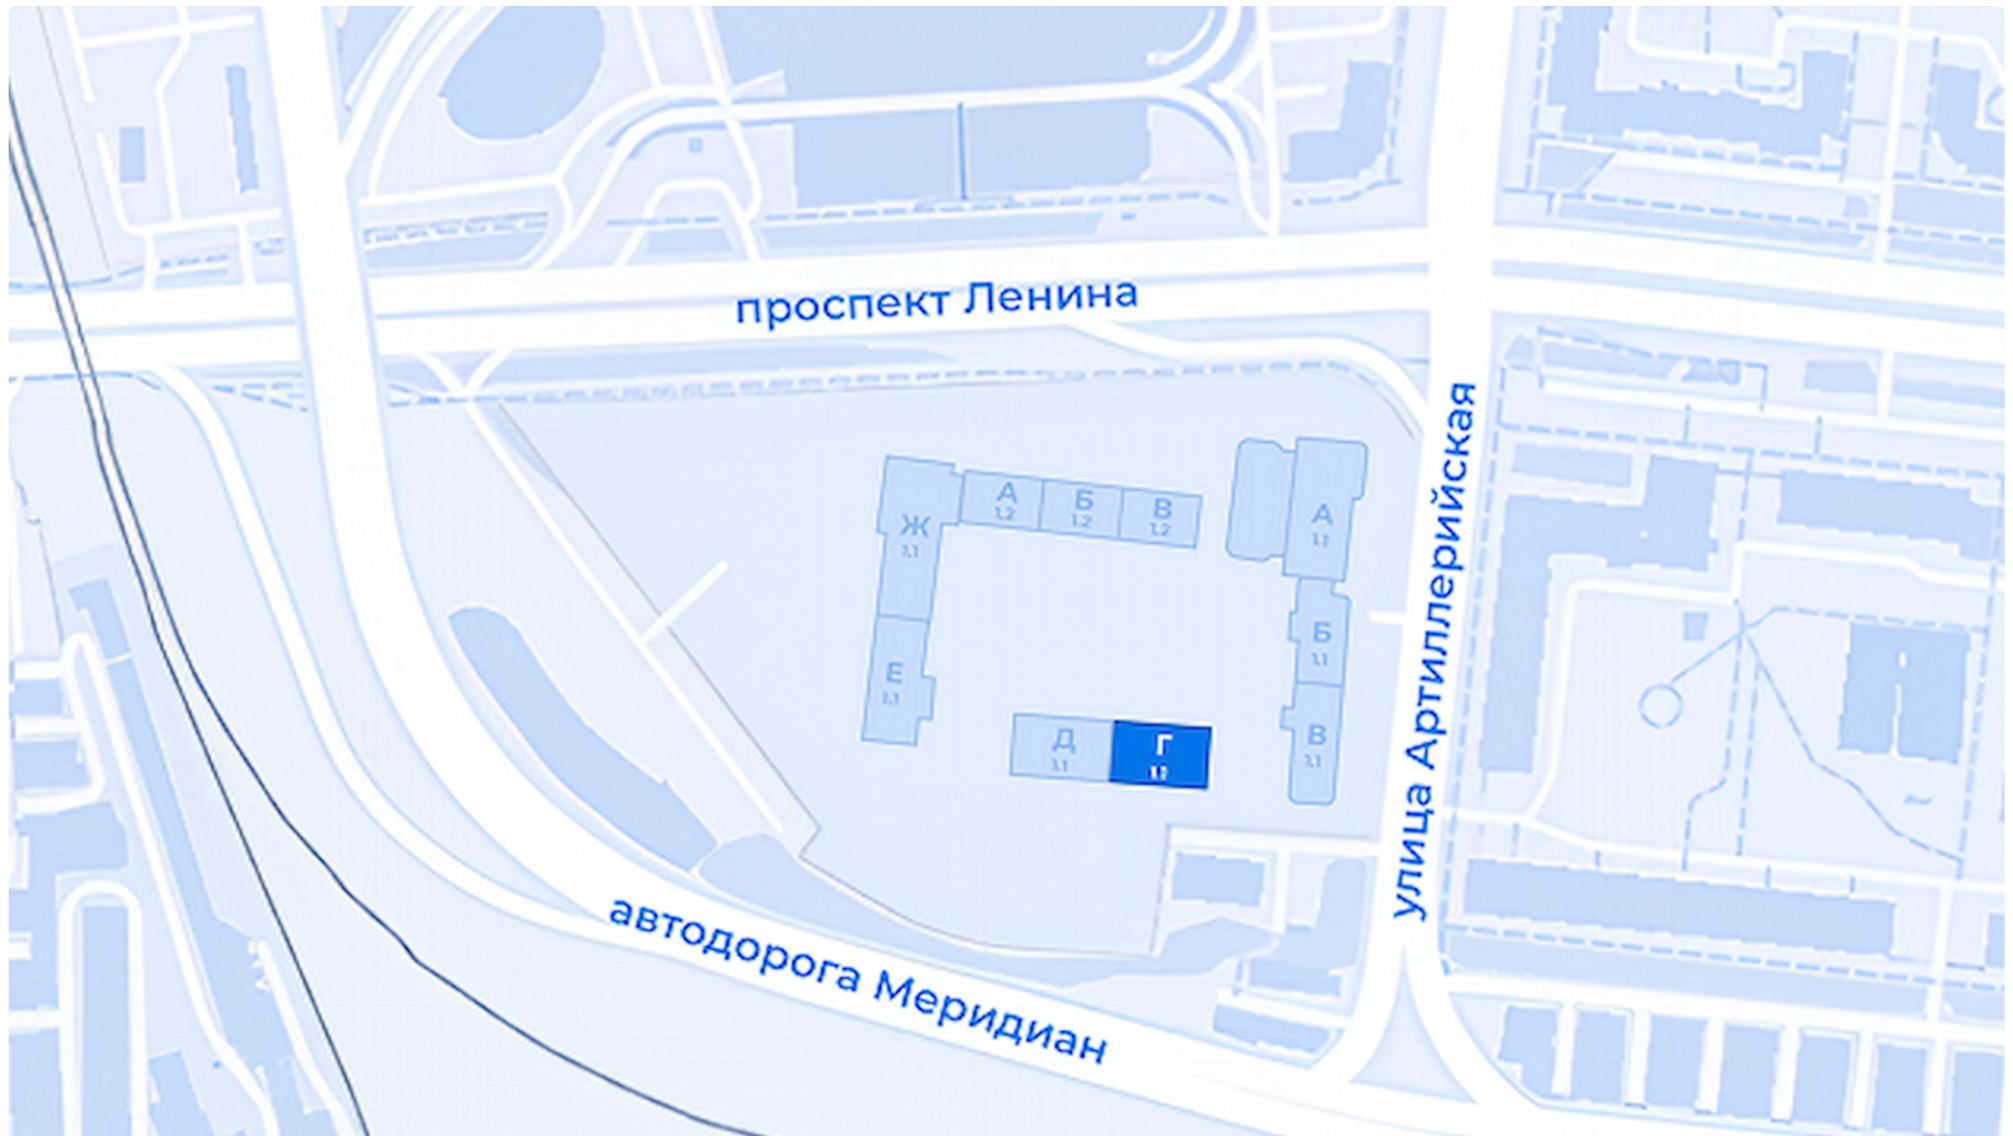 проспект Ленина
улица Артиллерийская
А
1.2
Б
1.2
В
1.2
А
1.1
Ж
1.1
Б
1.1
Е
1.1
Д
1.1
Г
1.1
В
1.1
автодорога Меридиан